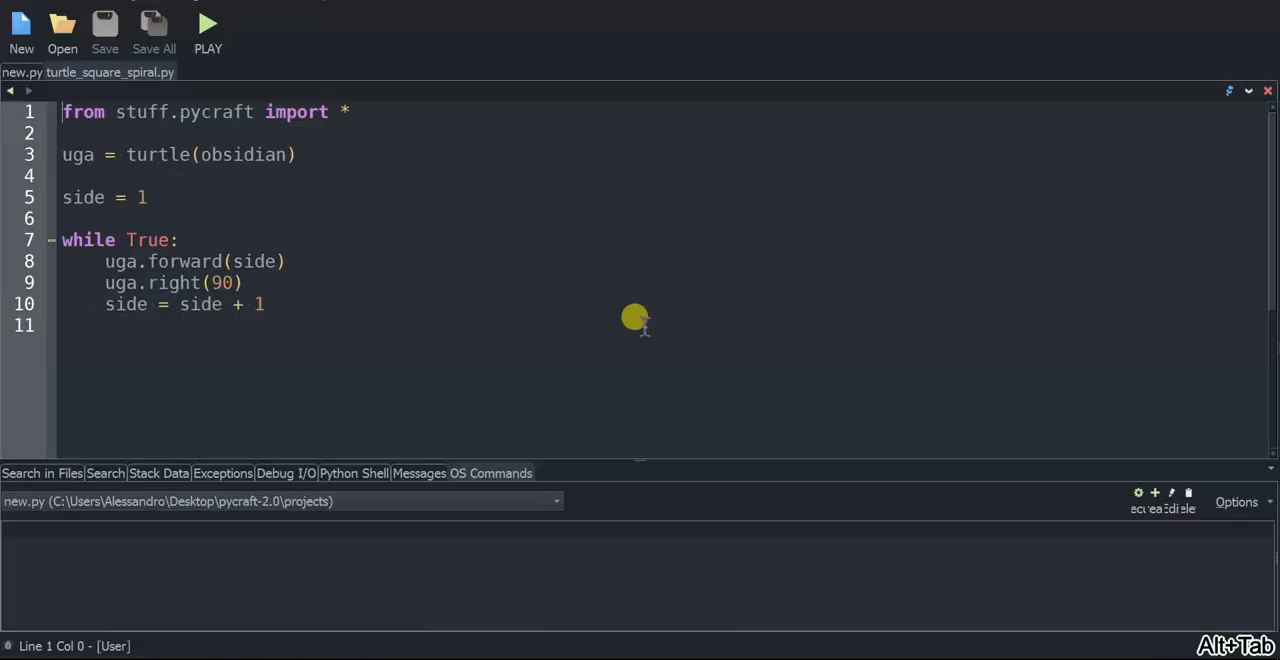 New Open Save Save All PLAY
new.py turtle_square_spiral.py
1 from stuff.pycraft import *
2
3 uga = turtle(obsidian)
4
5 side = 1
6
7 while True:
8 uga.forward(side)
9 uga.right(90)
10 side = side + 1
11
Search in Files Search Stack Data Exceptions Debug I/O Python Shell Messages OS Commands
new.py (C:\Users\Alessandro\Desktop\pycraft-2.0\projects) Options
Line 1 Col 0 - [User]
Alt+Tab